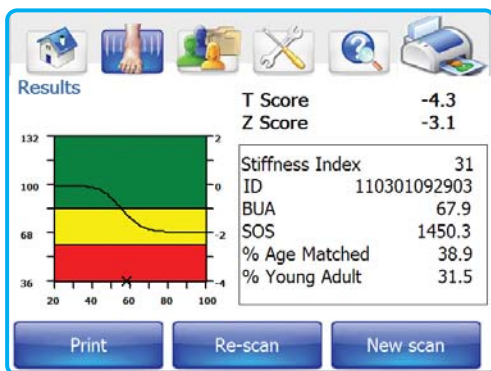 Results
T Score -4.3
Z Score -3.1
132 2
100 0
68 -2
36 -4
20 40 60 80 100
Stiffness Index 31
ID 110301092903
BUA 67.9
SOS 1450.3
% Age Matched 38.9
% Young Adult 31.5
Print Re-scan New scan